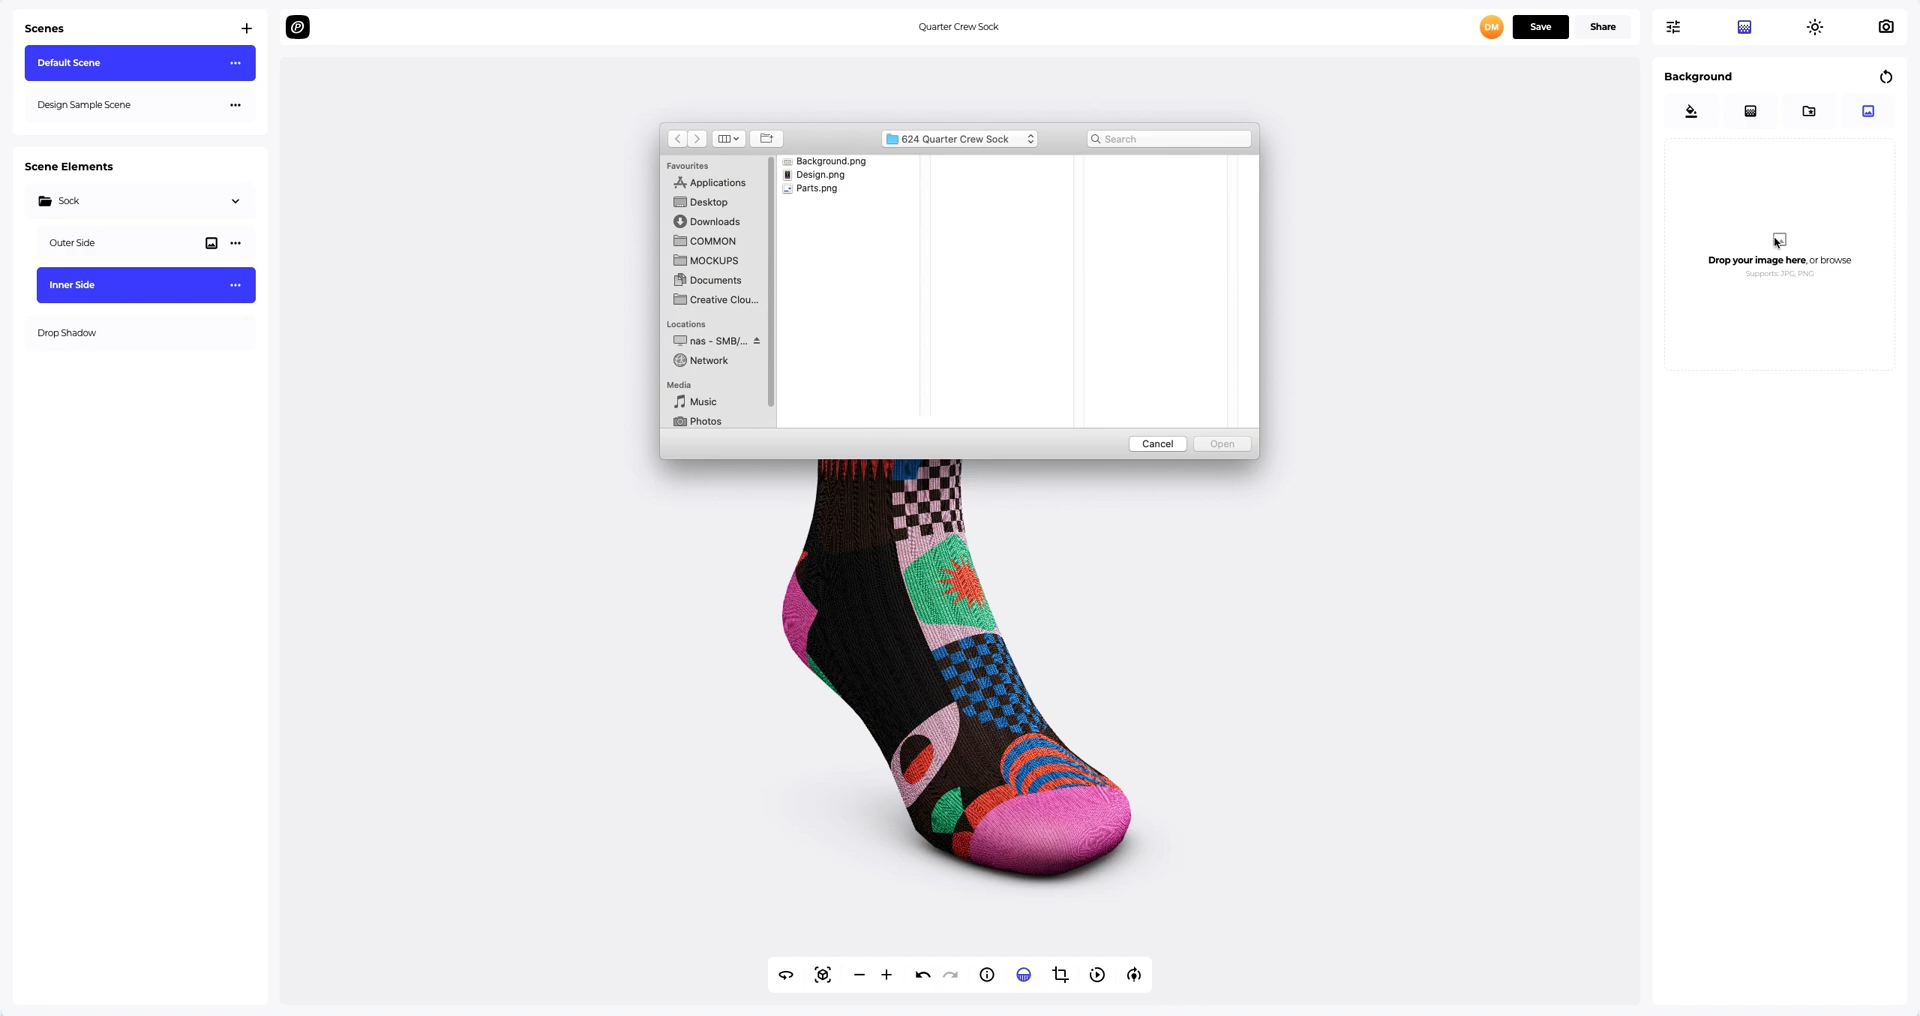 Scenes
Default Scene
Design Sample Scene
Scene Elements
Sock
Outer Side
Inner Side
Drop Shadow
Quarter Crew Sock
DM
Save
Share
624 Quarter Crew Sock
Search
Favourites
Applications
Desktop
Downloads
COMMON
MOCKUPS
Documents
Creative Clou...
Locations
nas - SMB/...
Network
Media
Music
Photos
Background.png
Design.png
Parts.png
Cancel
Open
Background
Drop your image here, or browse
Supports: JPG, PNG